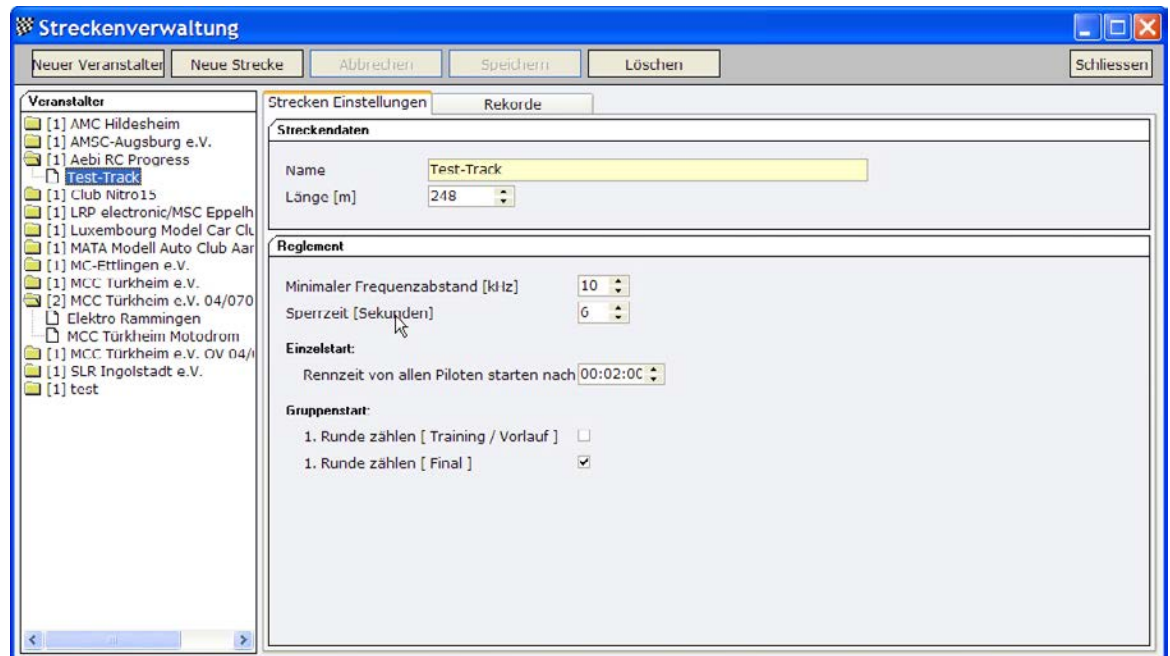 Streckenverwaltung
Neuer Veranstalter Neue Strecke Abbrechen Speichern Löschen Schliessen
Veranstalter
[1] AMC Hildesheim
[1] AMSC-Augsburg e.V.
[1] Aebi RC Progress
Test-Track
[1] Club Nitro15
[1] LRP electronic/MSC Eppelh
[1] Luxembourg Model Car Clu
[1] MATA Modell Auto Club Aar
[1] MC-Ettlingen e.V.
[1] MCC Türkheim e.V.
[2] MCC Türkheim e.V. 04/070
Elektro Rammingen
MCC Türkheim Motodrom
[1] MCC Türkheim e.V. OV 04/
[1] SLR Ingolstadt e.V.
[1] test
Strecken Einstellungen Rekorde
Streckendaten
Name Test-Track
Länge [m] 248
Reglement
Minimaler Frequenzabstand [kHz] 10
Sperrzeit [Sekunden] 6
Einzelstart:
Rennzeit von allen Piloten starten nach 00:02:00
Gruppenstart:
1. Runde zählen [ Training / Vorlauf ]
1. Runde zählen [ Final ]